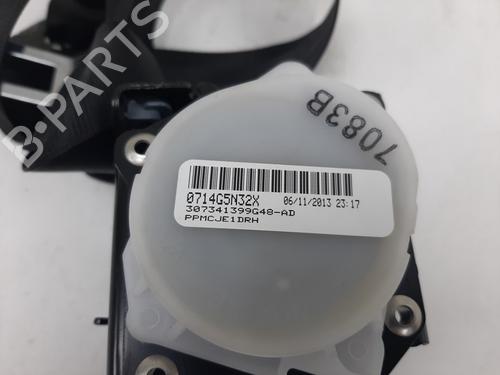 B-PARTS
7083B
0714G5N32X 06/11/2013 23:17
307341399G48-AD
PPMCJE1DRH